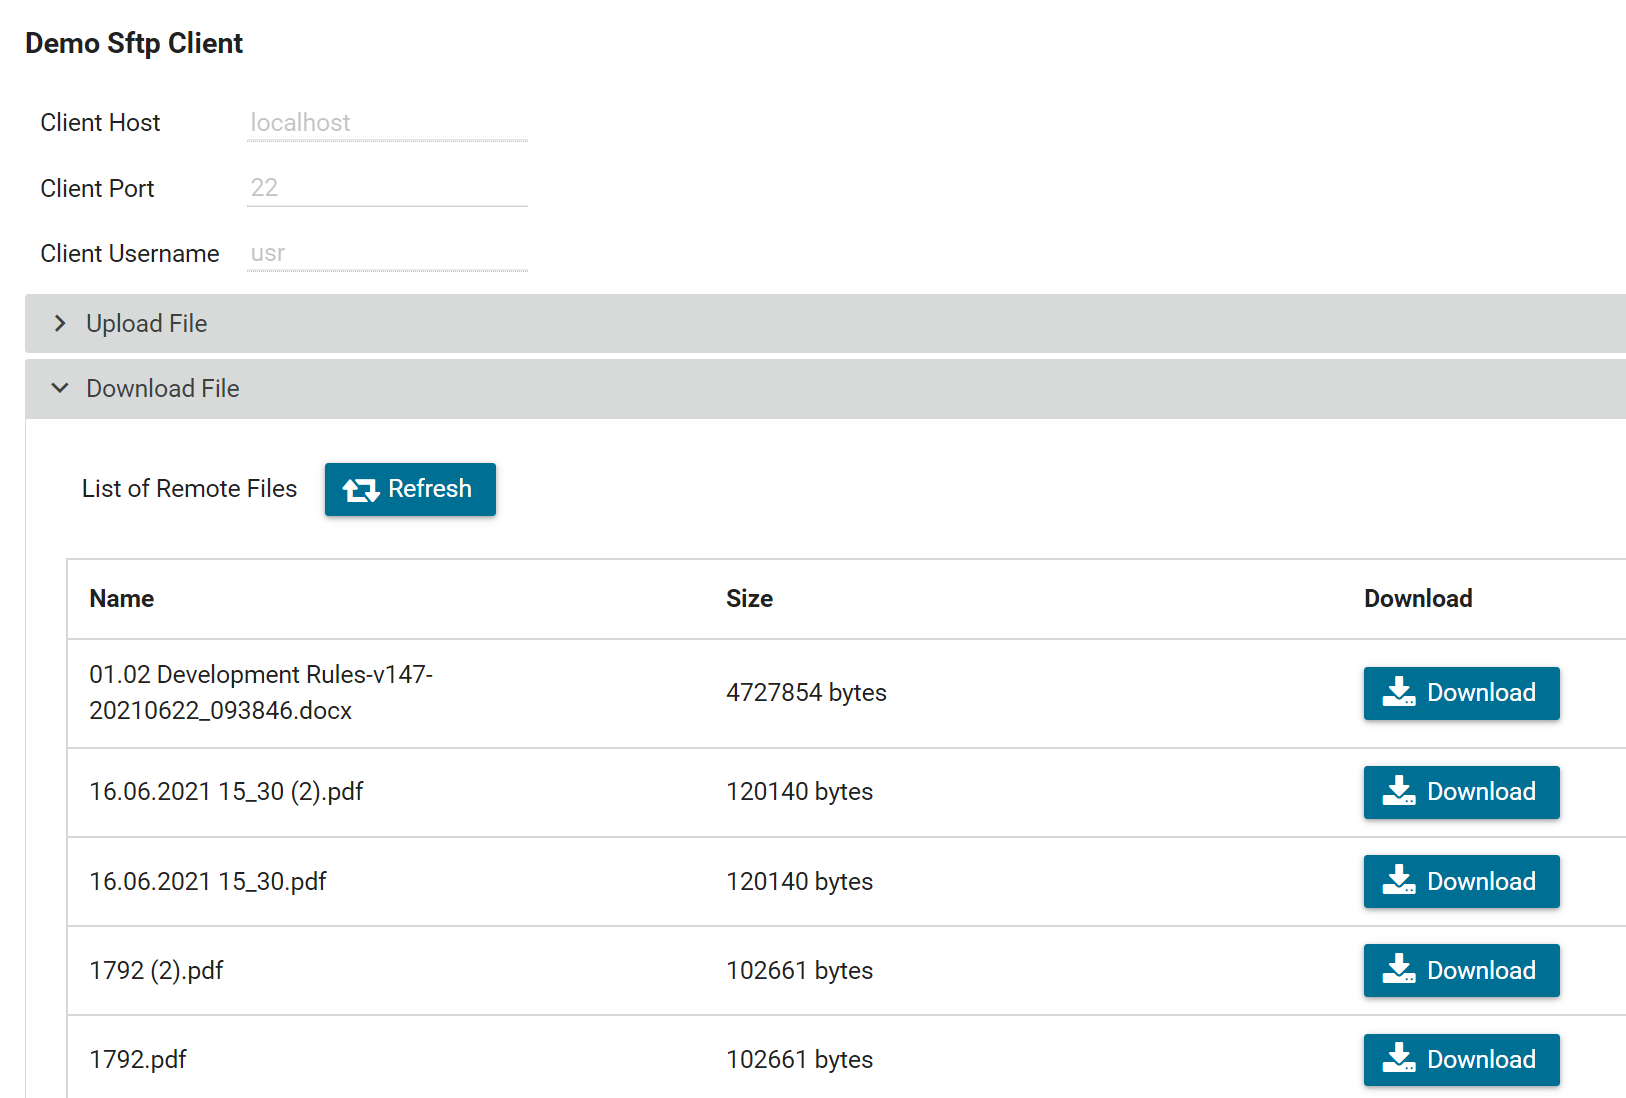 Demo Sftp Client
Client Host localhost
Client Port 22
Client Username usr
Upload File
Download File
List of Remote Files Refresh
Name Size Download
01.02 Development Rules-v147-
20210622_093846.docx 4727854 bytes Download
16.06.2021 15_30 (2).pdf 120140 bytes Download
16.06.2021 15_30.pdf 120140 bytes Download
1792 (2).pdf 102661 bytes Download
1792.pdf 102661 bytes Download